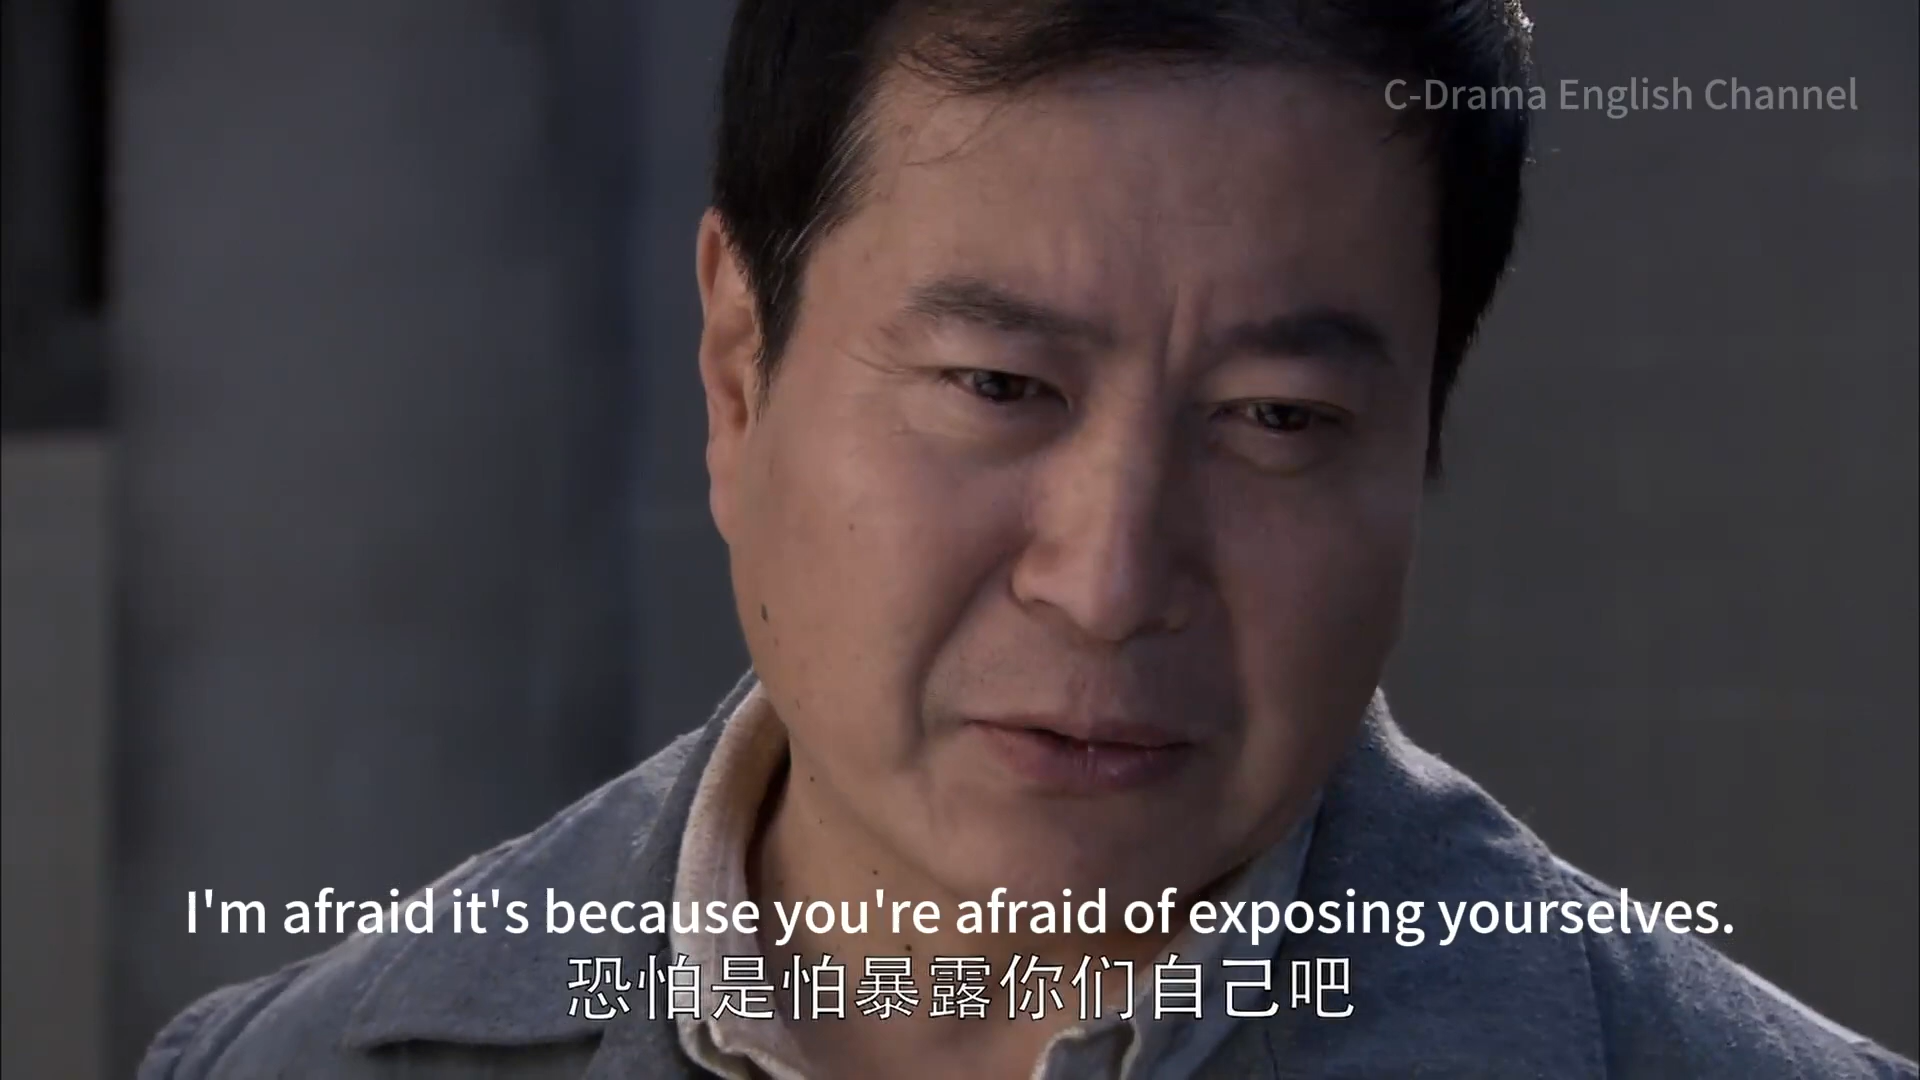 C-Drama English Channel
I'm afraid it's because you're afraid of exposing yourselves.
恐怕是怕暴露你们自己吧